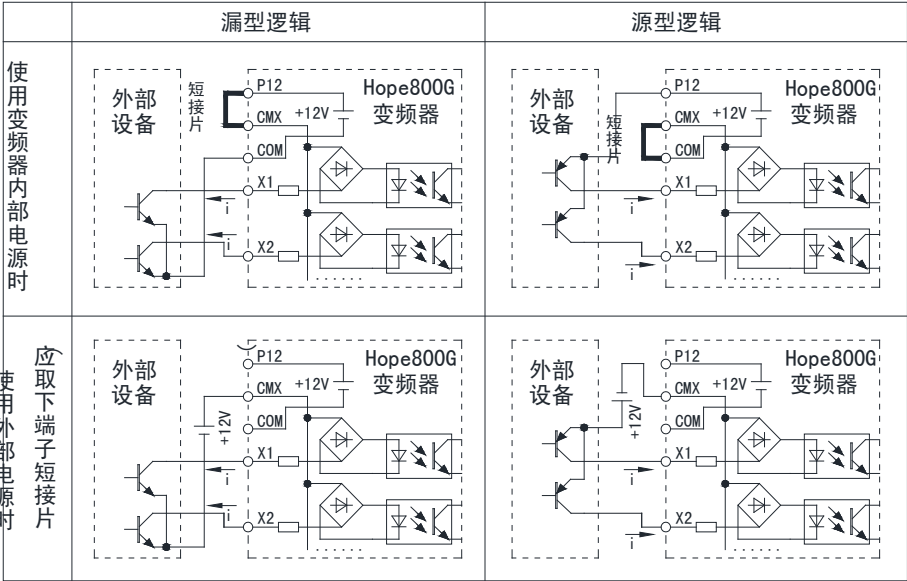 漏型逻辑
源型逻辑
使用变频器内部电源时
外部
设备
短接片
P12
CMX
COM
X1
X2
+12V
Hope800G
变频器
i
i
......
外部
设备
短接片
P12
CMX
COM
X1
X2
+12V
Hope800G
变频器
i
i
......
使用外部电源时
应取下端子短接片
外部
设备
+12V
P12
CMX
COM
X1
X2
+12V
Hope800G
变频器
i
i
......
外部
设备
+12V
P12
CMX
COM
X1
X2
+12V
Hope800G
变频器
i
i
......